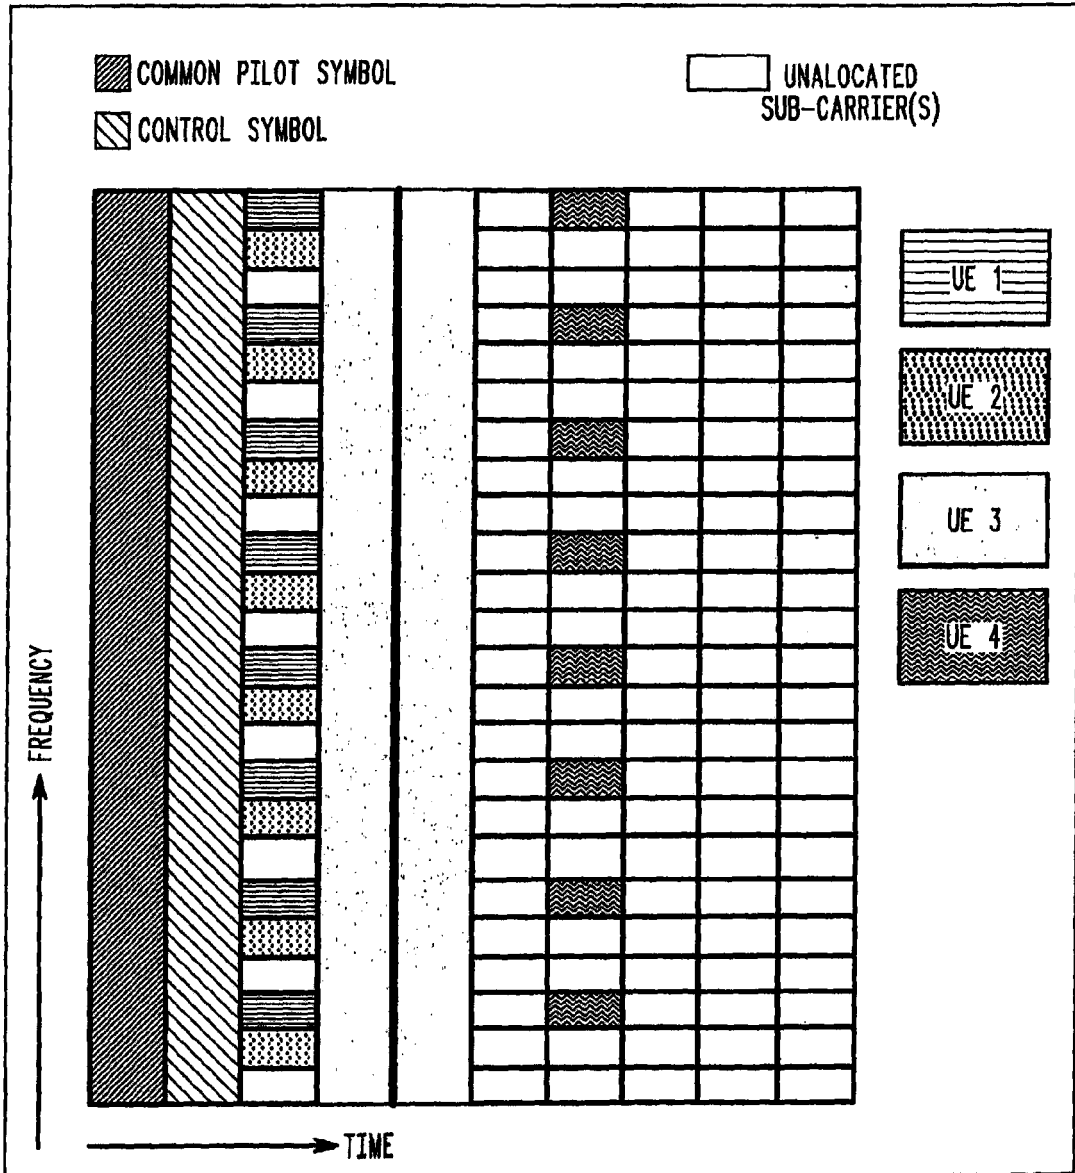 COMMON PILOT SYMBOL
CONTROL SYMBOL
UNALOCATED
SUB-CARRIER(S)
UE 1
UE 2
UE 3
UE 4
FREQUENCY
TIME